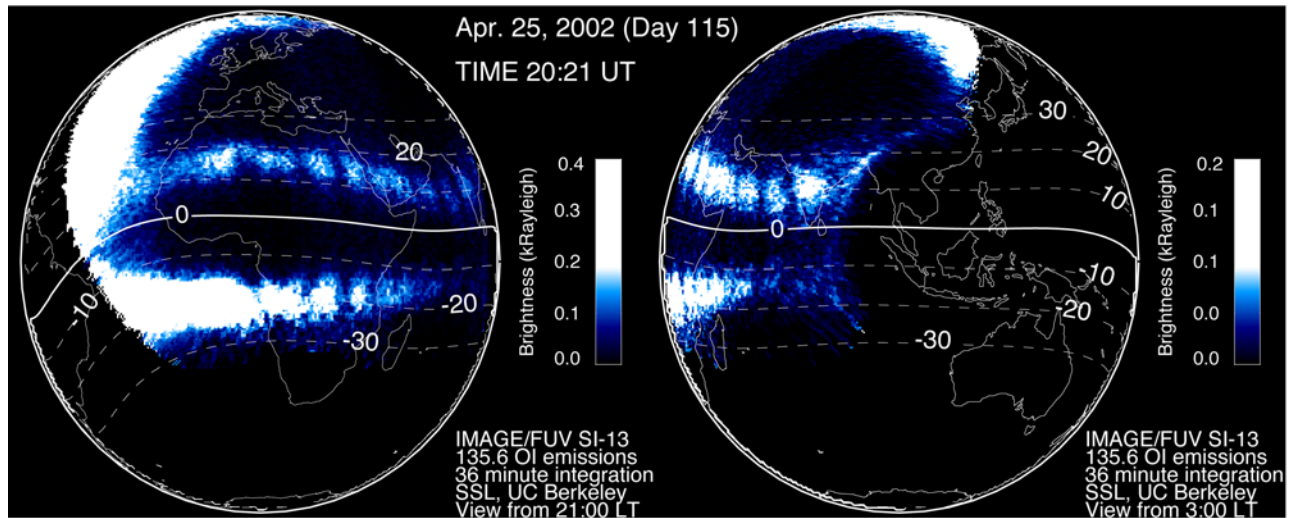 Apr. 25, 2002 (Day 115)
TIME 20:21 UT
20
0
-10
-20
-30
Brightness (kRayleigh)
0.4
0.3
0.2
0.1
0.0
IMAGE/FUV SI-13
135.6 OI emissions
36 minute integration
SSL, UC Berkeley
View from 21:00 LT
30
20
10
0
-10
-20
-30
Brightness (kRayleigh)
0.2
0.1
0.1
0.0
0.0
IMAGE/FUV SI-13
135.6 OI emissions
36 minute integration
SSL, UC Berkeley
View from 3:00 LT